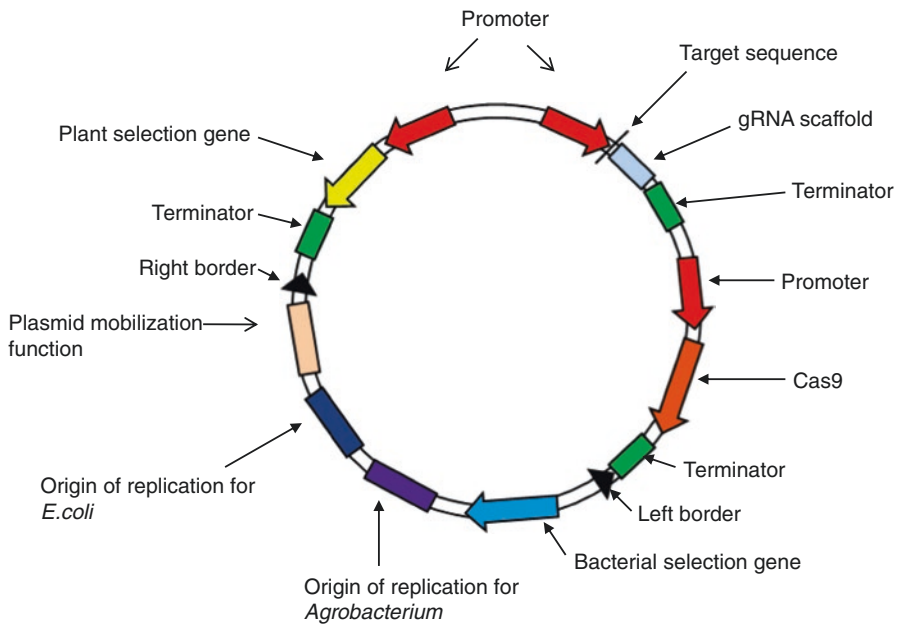 Promoter
Target sequence
gRNA scaffold
Plant selection gene
Terminator
Terminator
Right border
Promoter
Plasmid mobilization
function
Cas9
Terminator
Origin of replication for
E.coli
Left border
Bacterial selection gene
Origin of replication for
Agrobacterium